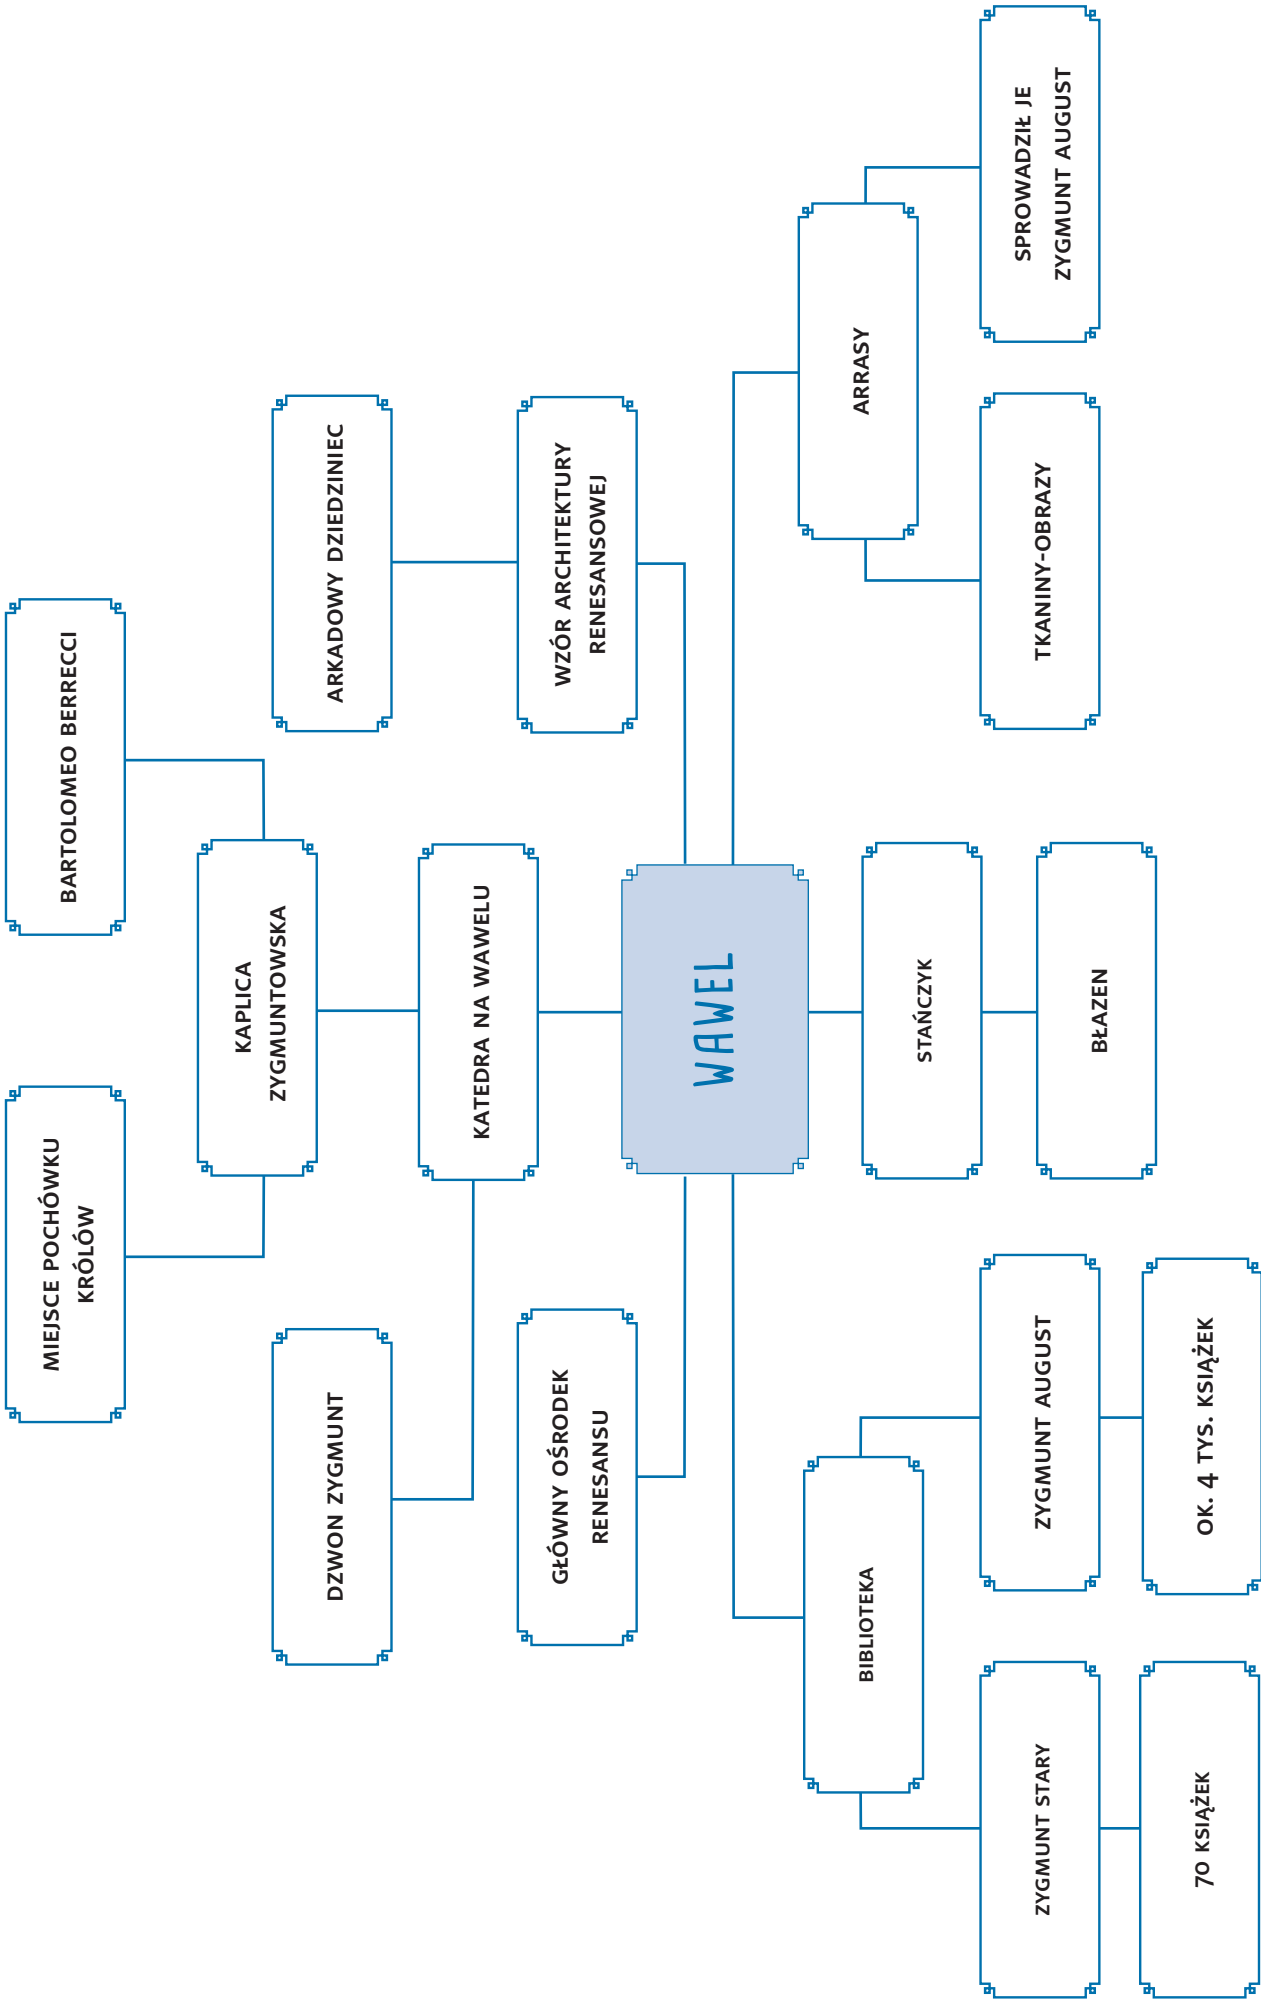 MIEJSCE POCHÓWKU
KRÓLÓW
BARTOLOMEO BERRECCI
KAPLICA
ZYGMUNTOWSKA
DZWON ZYGMUNT
ARKADOWY DZIEDZINIEC
KATEDRA NA WAWELU
GŁÓWNY OŚRODEK
RENESANSU
WZÓR ARCHITEKTURY
RENESANSOWEJ
WAWEL
BIBLIOTEKA
STAŃCZYK
ARRASY
ZYGMUNT STARY
ZYGMUNT AUGUST
BŁAZEN
TKANINY-OBRAZY
SPROWADZIŁ JE
ZYGMUNT AUGUST
70 KSIĄŻEK
OK. 4 TYS. KSIĄŻEK